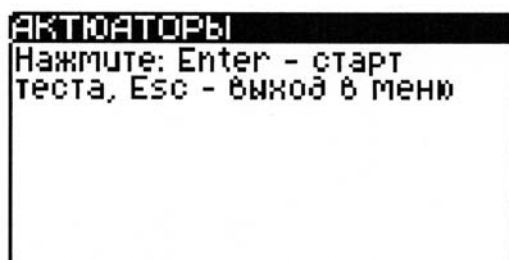 АКТЮАТОРЫ
Нажмите: Enter - старт
теста, Esc - выход в меню